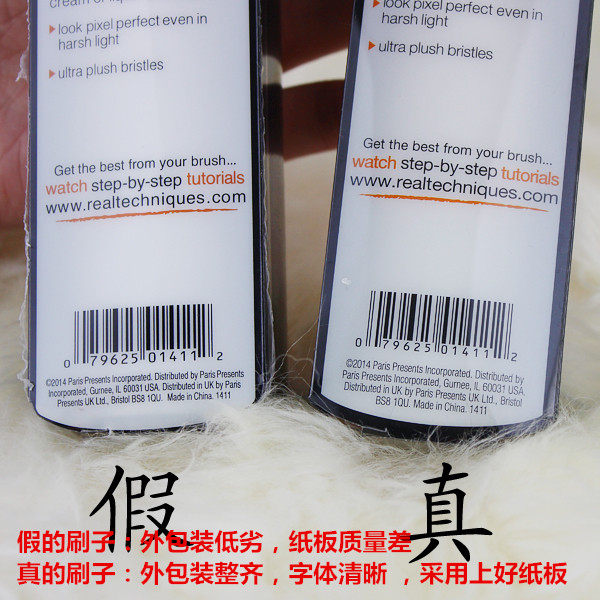 cream or liqu
look pixel perfect even in
harsh light
ultra plush bristles
Get the best from your brush...
watch step-by-step tutorials
www.realtechniques.com
0 79625 01411 2
©2014 Paris Presents Incorporated. Distributed by Paris Presents
Incorporated, Gurnee, IL 60031 USA. Distributed in UK by Paris
Presents UK Ltd., Bristol BS8 1QU. Made in China. 1411
look pixel perfect even in
harsh light
ultra plush bristles
Get the best from your brush...
watch step-by-step tutorials
www.realtechniques.com
0 79625 01411 2
©2014 Paris Presents Incorporated. Distributed by Paris
Presents Incorporated, Gurnee, IL 60031 USA.
Distributed in UK by Paris Presents UK Ltd., Bristol
BS8 1QU. Made in China. 1411
假 真
假的刷子：外包装低劣，纸板质量差
真的刷子：外包装整齐，字体清晰 ，采用上好纸板